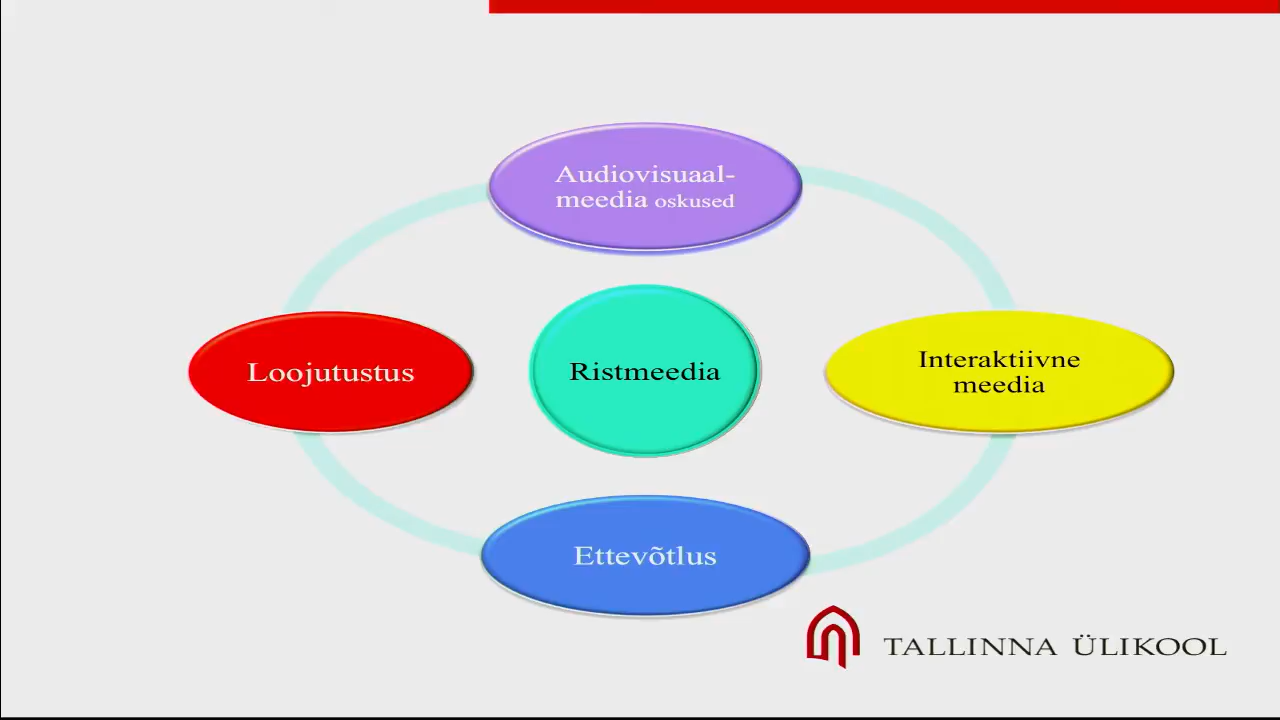 Audiovisuaal-
meedia oskused
Loojutustus
Ristmeedia
Interaktiivne
meedia
Ettevõtlus
TALLINNA ÜLIKOOL